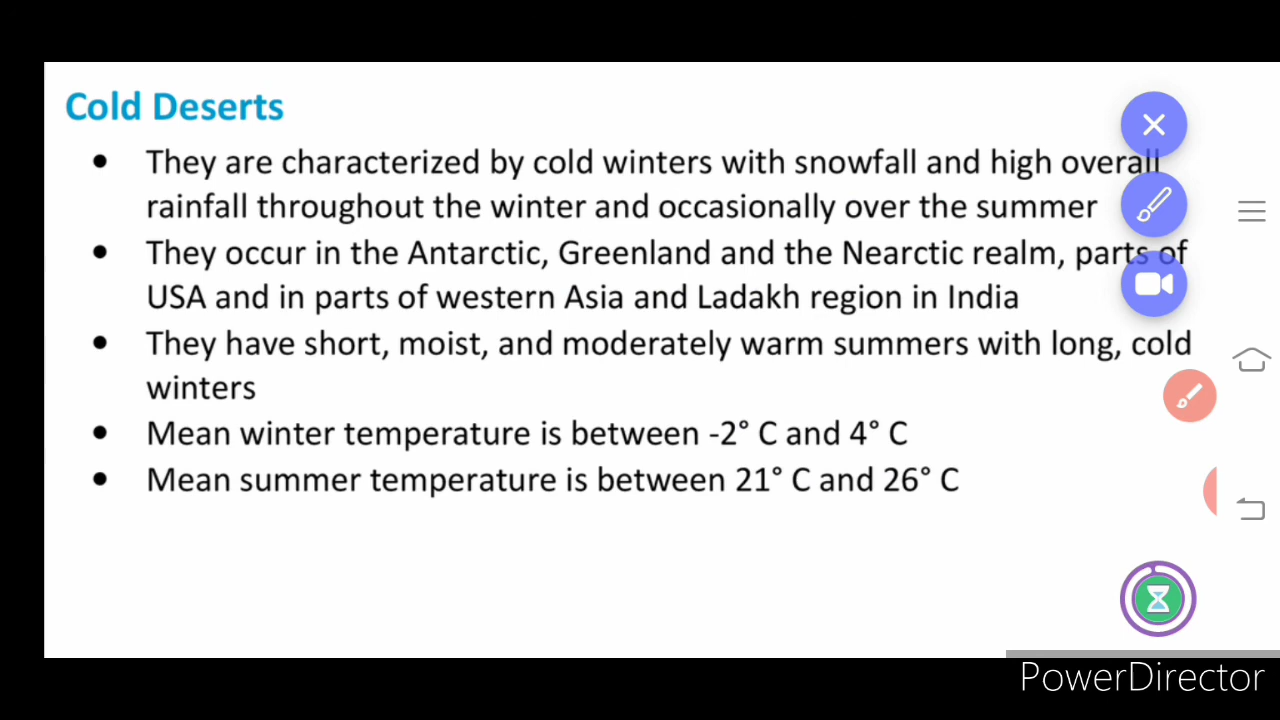 Cold Deserts
• They are characterized by cold winters with snowfall and high overall
rainfall throughout the winter and occasionally over the summer
• They occur in the Antarctic, Greenland and the Nearctic realm, parts of
USA and in parts of western Asia and Ladakh region in India
• They have short, moist, and moderately warm summers with long, cold
winters
• Mean winter temperature is between -2° C and 4° C
• Mean summer temperature is between 21° C and 26° C
PowerDirector